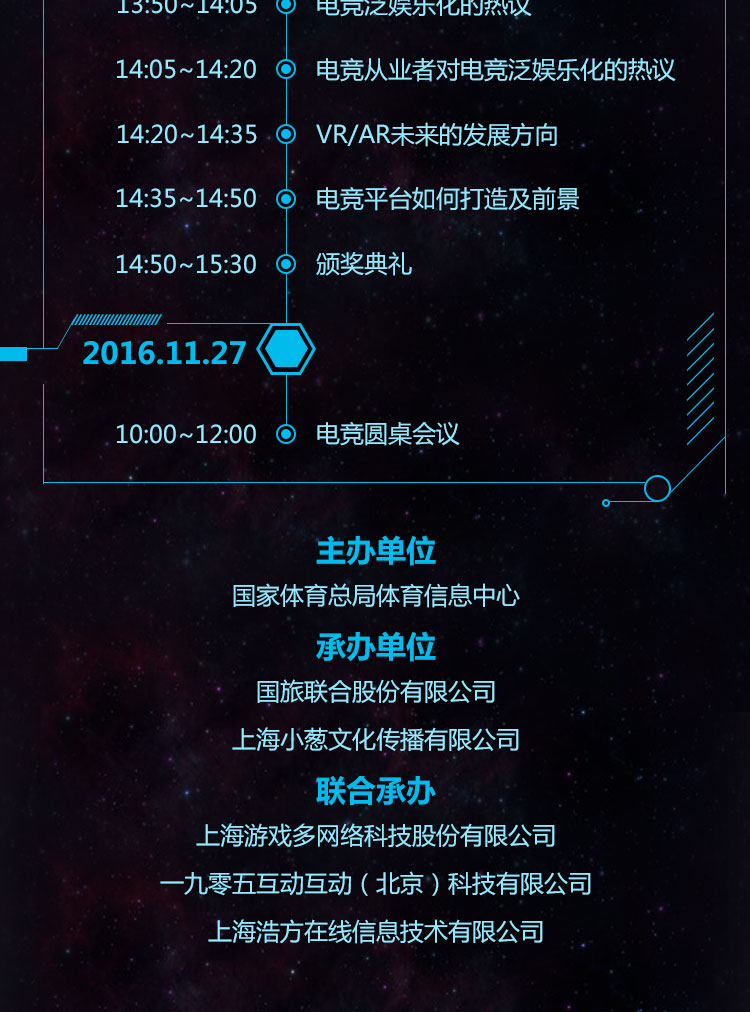 13:50~14:05 电竞泛娱乐化的热议
14:05~14:20 电竞从业者对电竞泛娱乐化的热议
14:20~14:35 VR/AR未来的发展方向
14:35~14:50 电竞平台如何打造及前景
14:50~15:30 颁奖典礼
2016.11.27
10:00~12:00 电竞圆桌会议
主办单位
国家体育总局体育信息中心
承办单位
国旅联合股份有限公司
上海小葱文化传播有限公司
联合承办
上海游戏多网络科技股份有限公司
一九零五互动互动（北京）科技有限公司
上海浩方在线信息技术有限公司